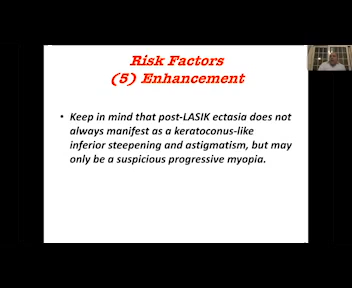 Risk Factors
(5) Enhancement
• Keep in mind that post-LASIK ectasia does not
always manifest as a keratoconus-like
inferior steepening and astigmatism, but may
only be a suspicious progressive myopia.